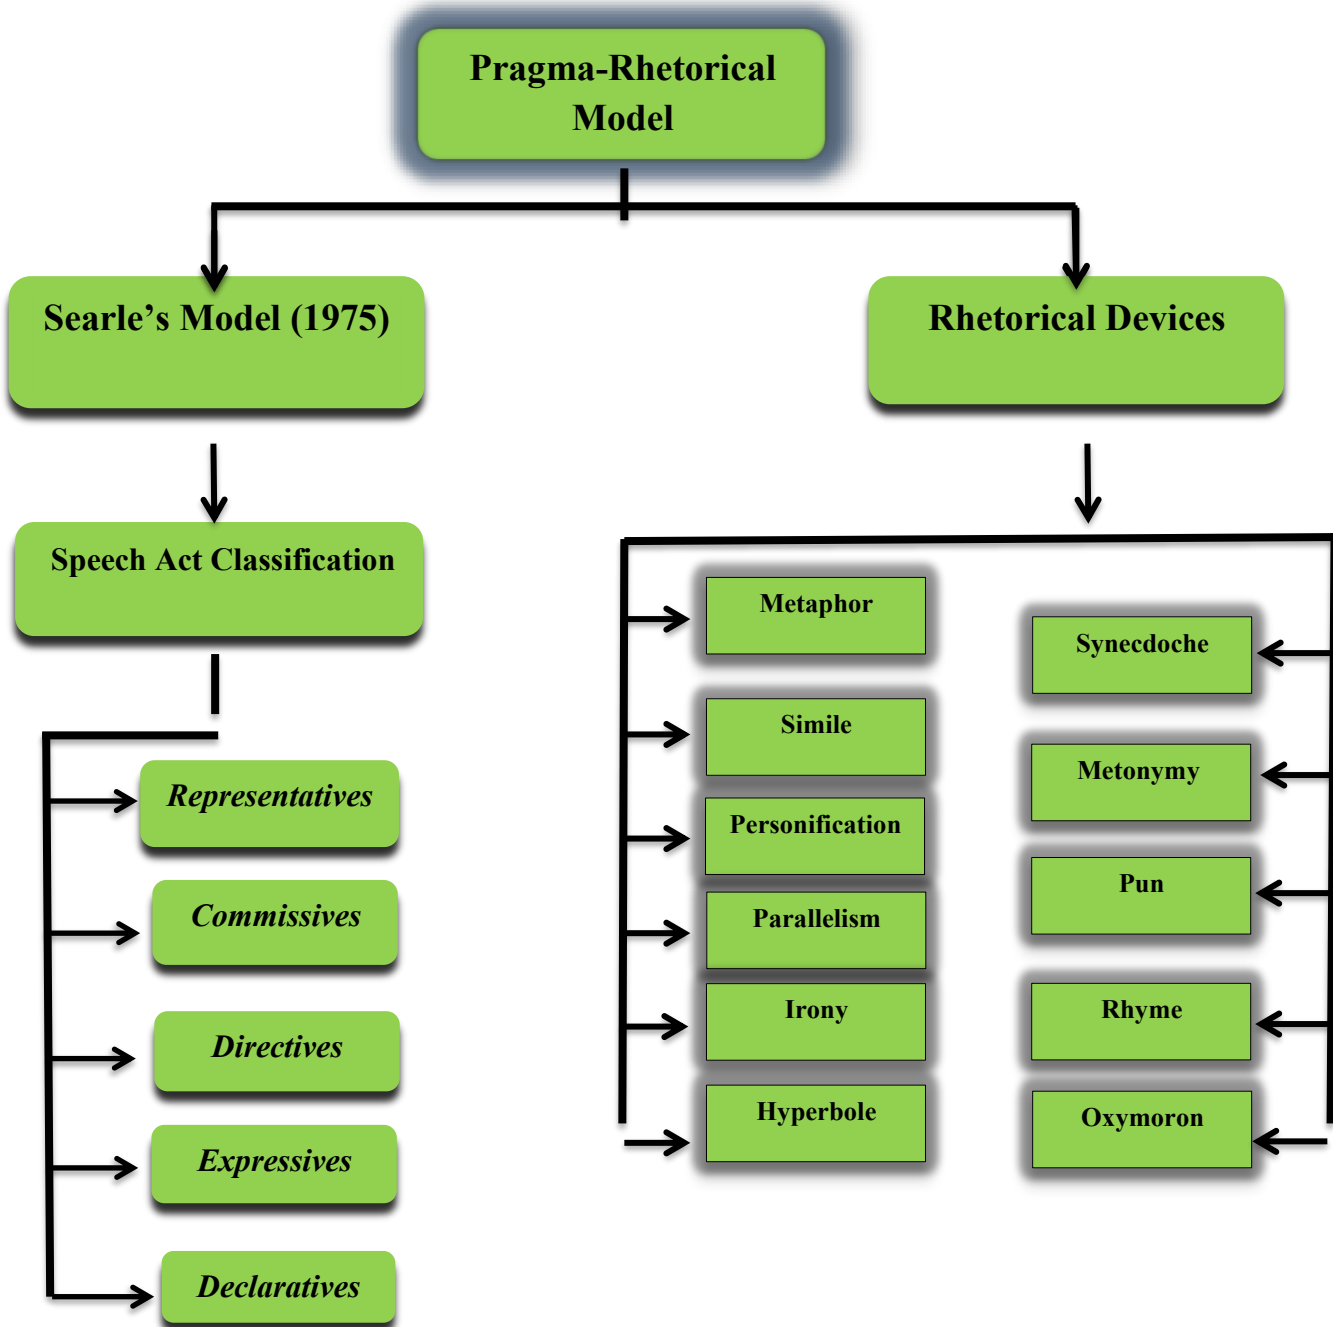 Pragma-Rhetorical
Model
Searle’s Model (1975)
Rhetorical Devices
Speech Act Classification
Representatives
Commissives
Directives
Expressives
Declaratives
Metaphor
Simile
Personification
Parallelism
Irony
Hyperbole
Synecdoche
Metonymy
Pun
Rhyme
Oxymoron